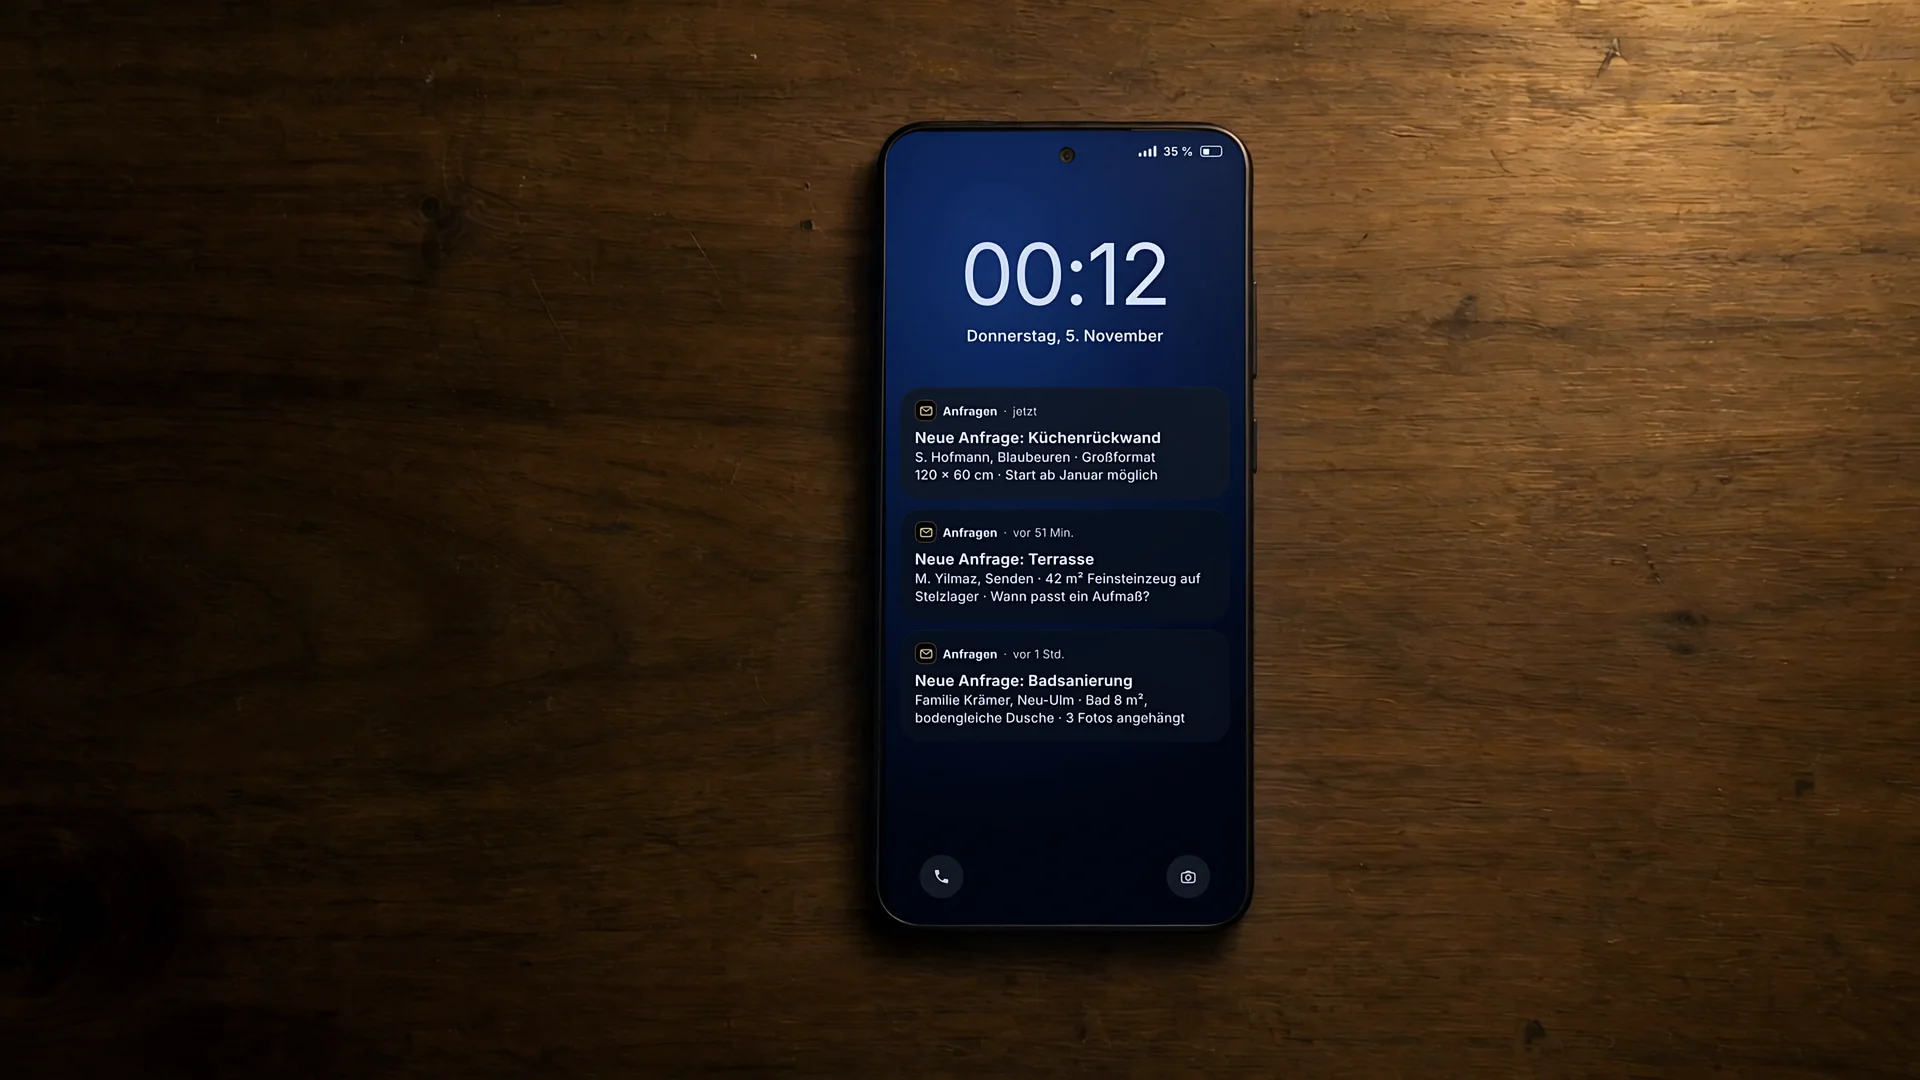 35 %
00:12
Donnerstag, 5. November
Anfragen · jetzt
Neue Anfrage: Küchenrückwand
S. Hofmann, Blaubeuren · Großformat
120 × 60 cm · Start ab Januar möglich
Anfragen · vor 51 Min.
Neue Anfrage: Terrasse
M. Yilmaz, Senden · 42 m² Feinsteinzeug auf
Stelzlager · Wann passt ein Aufmaß?
Anfragen · vor 1 Std.
Neue Anfrage: Badsanierung
Familie Krämer, Neu-Ulm · Bad 8 m²,
bodengleiche Dusche · 3 Fotos angehängt